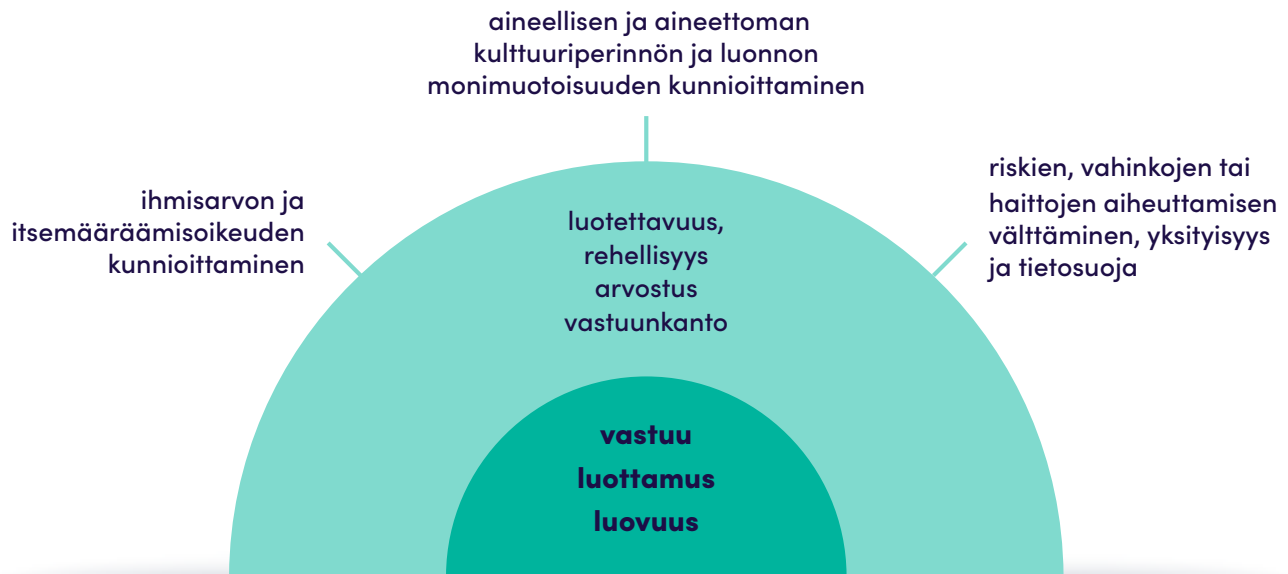 aineellisen ja aineettoman
kulttuuriperinnön ja luonnon
monimuotoisuuden kunnioittaminen
ihmisarvon ja
itsemääräämisoikeuden
kunnioittaminen
luotettavuus,
rehellisyys
arvostus
vastuunkanto
riskien, vahinkojen tai
haittojen aiheuttamisen
välttäminen, yksityisyys
ja tietosuoja
vastuu
luottamus
luovuus